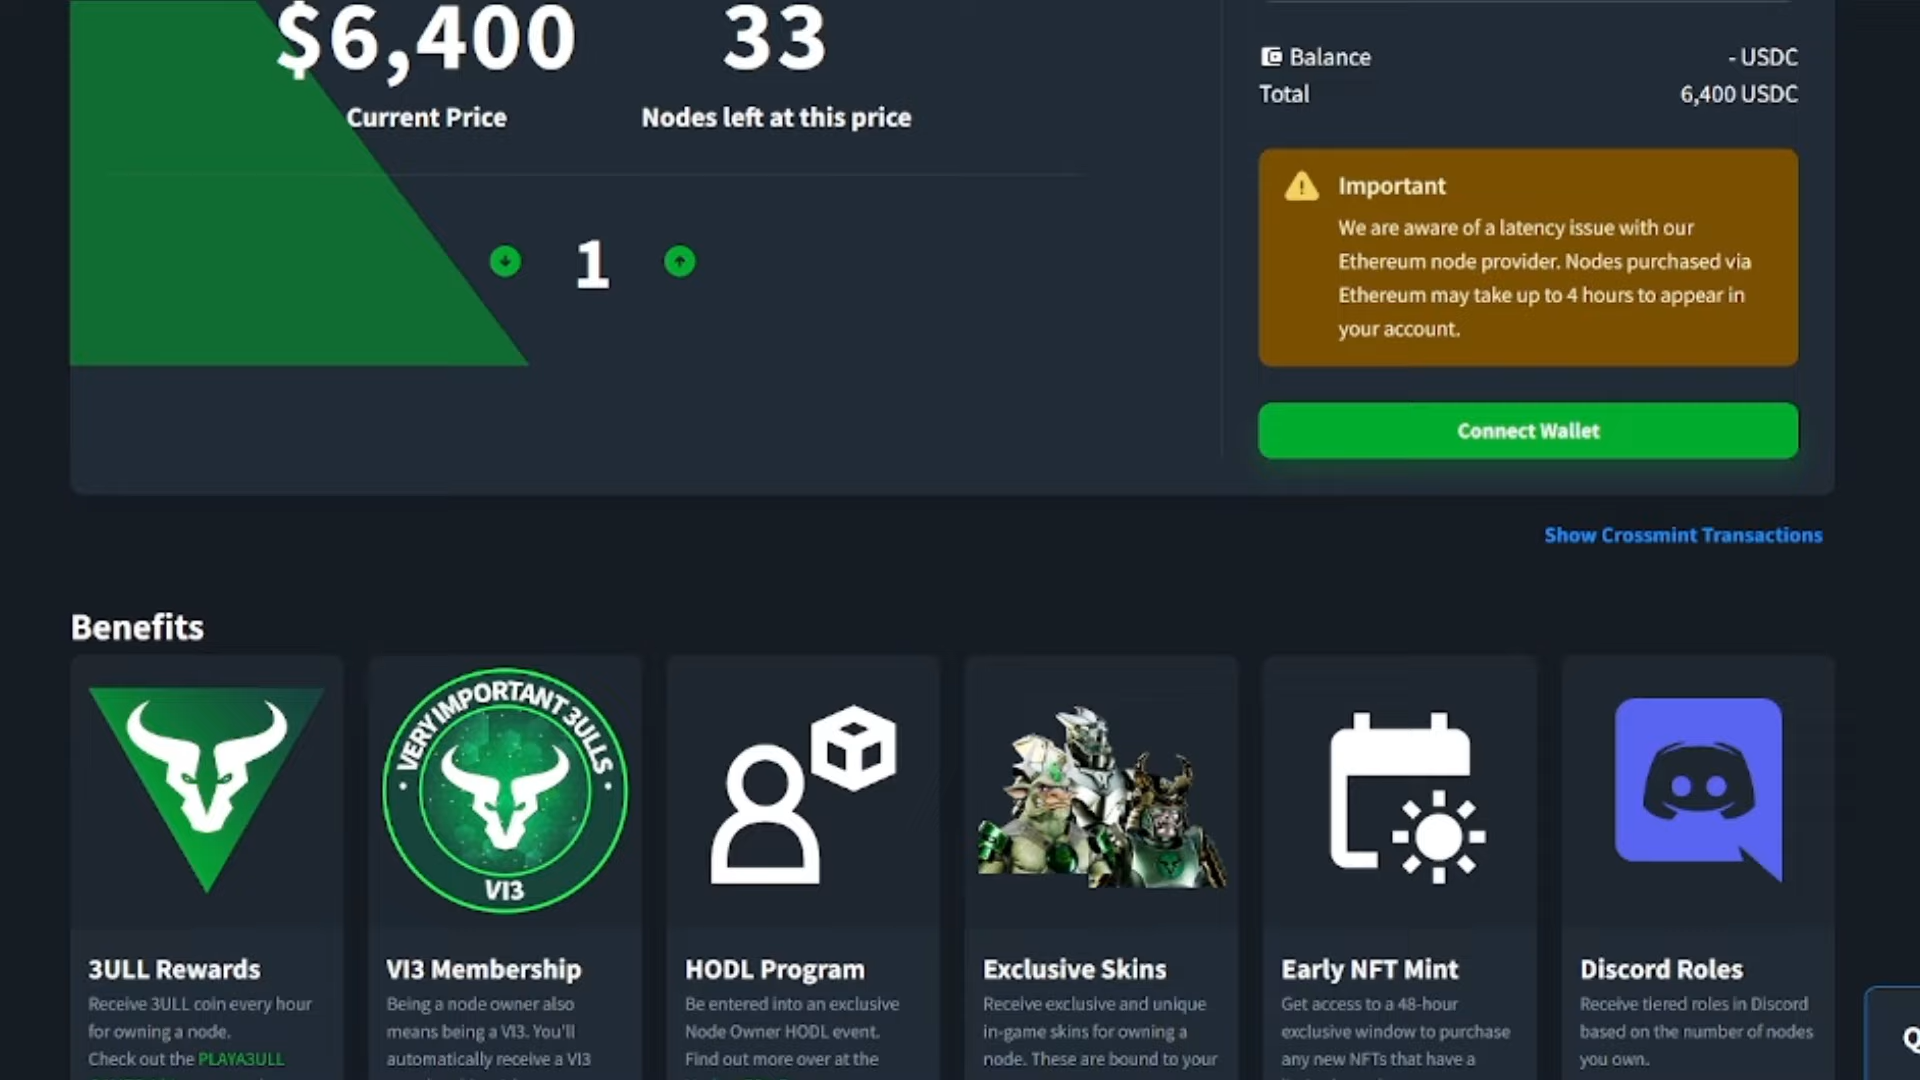 $6,400
33
Current Price
Nodes left at this price
1
Balance
- USDC
Total
6,400 USDC
Important
We are aware of a latency issue with our
Ethereum node provider. Nodes purchased via
Ethereum may take up to 4 hours to appear in
your account.
Connect Wallet
Show Crossmint Transactions
Benefits
VERY IMPORTANT 3ULLS
VI3
3ULL Rewards
Receive 3ULL coin every hour
for owning a node.
Check out the PLAYA3ULL
VI3 Membership
Being a node owner also
means being a VI3. You'll
automatically receive a VI3
HODL Program
Be entered into an exclusive
Node Owner HODL event.
Find out more over at the
Exclusive Skins
Receive exclusive and unique
in-game skins for owning a
node. These are bound to your
Early NFT Mint
Get access to a 48-hour
exclusive window to purchase
any new NFTs that have a
Discord Roles
Receive tiered roles in Discord
based on the number of nodes
you own.